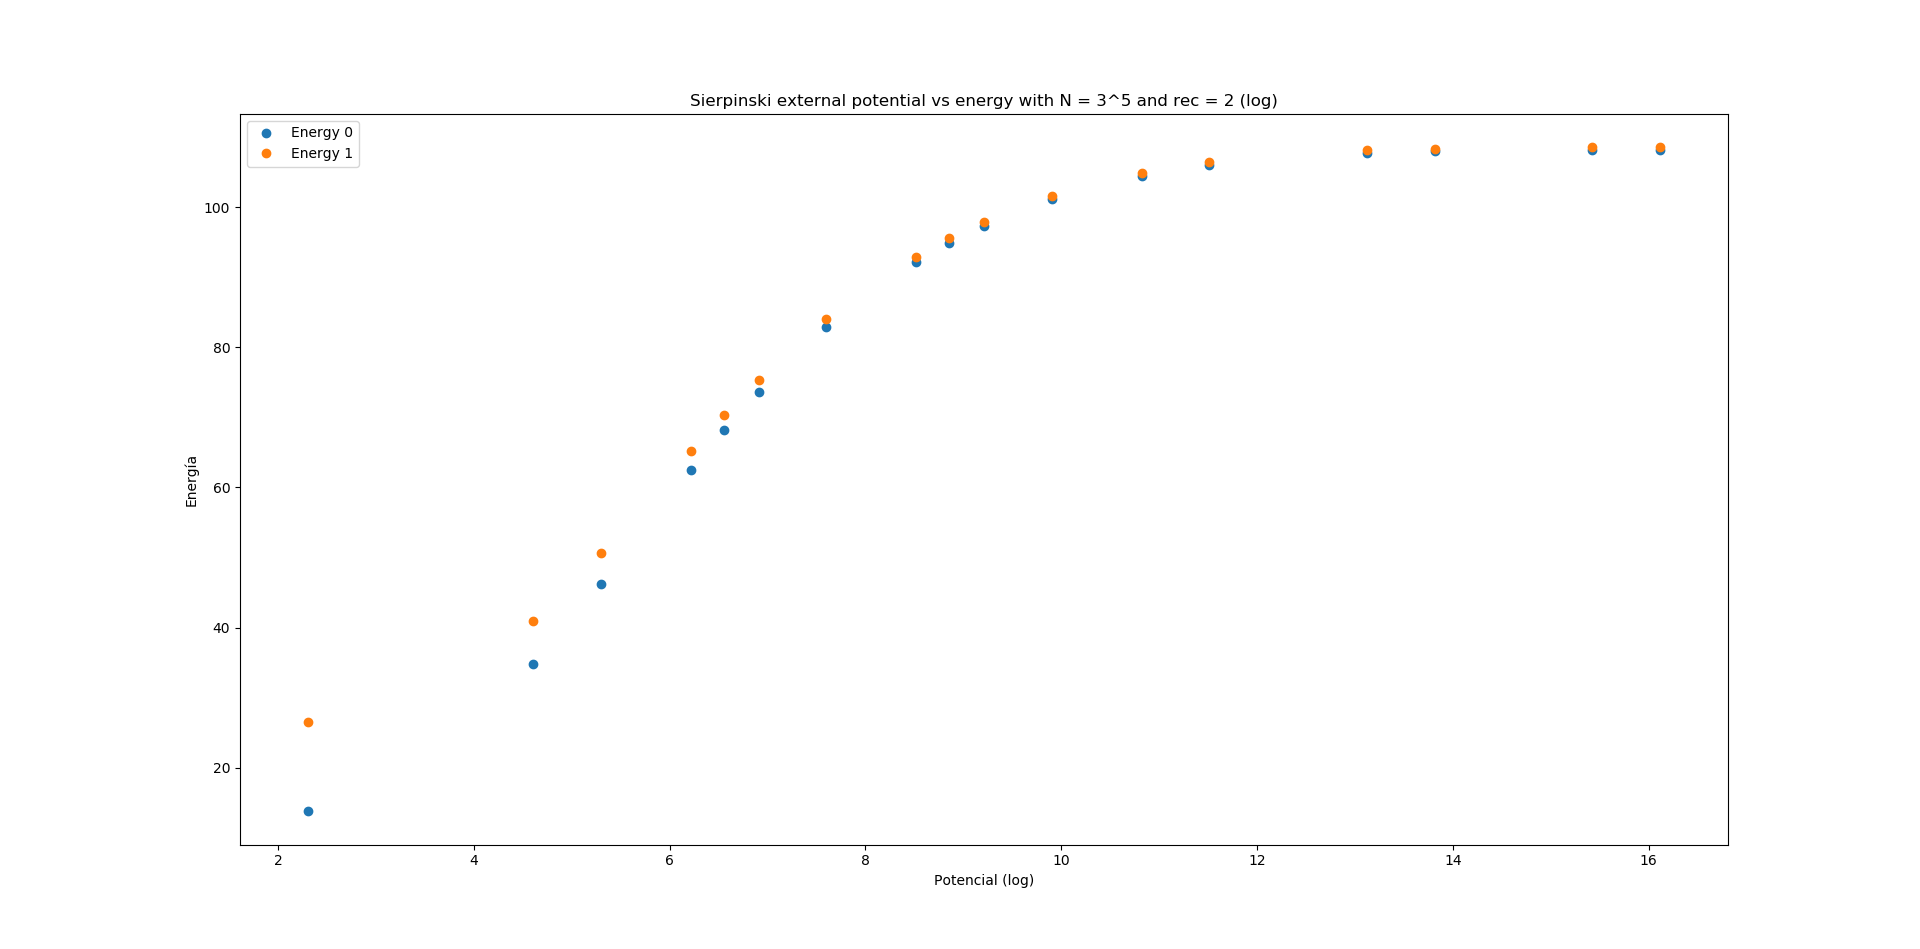 Sierpinski external potential vs energy with N = 3^5 and rec = 2 (log)
Energy 0
Energy 1
100
80
60
40
20
Energía
2 4 6 8 10 12 14 16
Potencial (log)